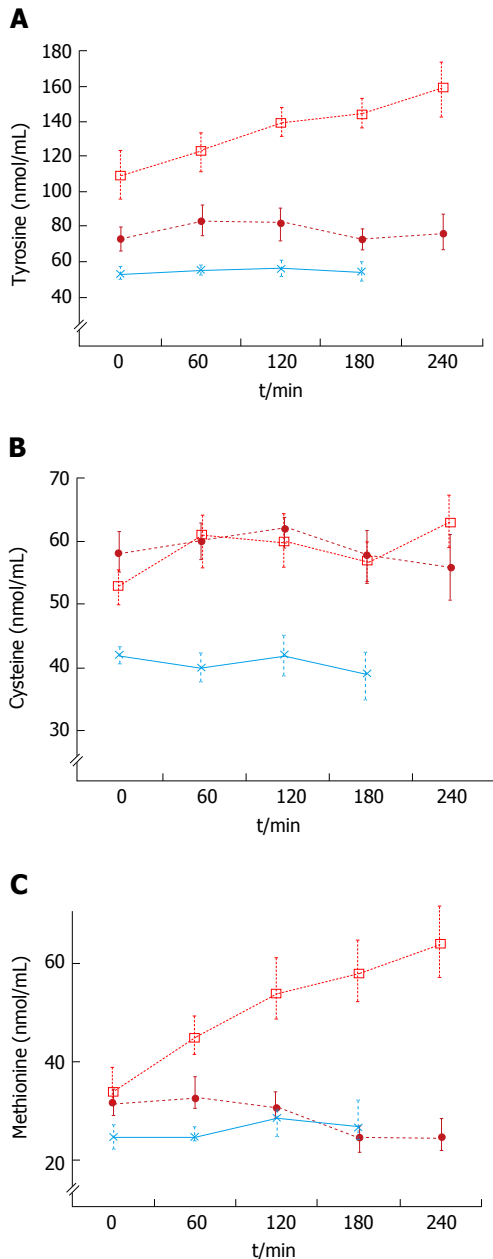 A
180
160
140
120
100
80
60
40
Tyrosine (nmol/mL)
0 60 120 180 240
t/min
B
70
60
50
40
30
Cysteine (nmol/mL)
0 60 120 180 240
t/min
C
60
40
20
Methionine (nmol/mL)
0 60 120 180 240
t/min